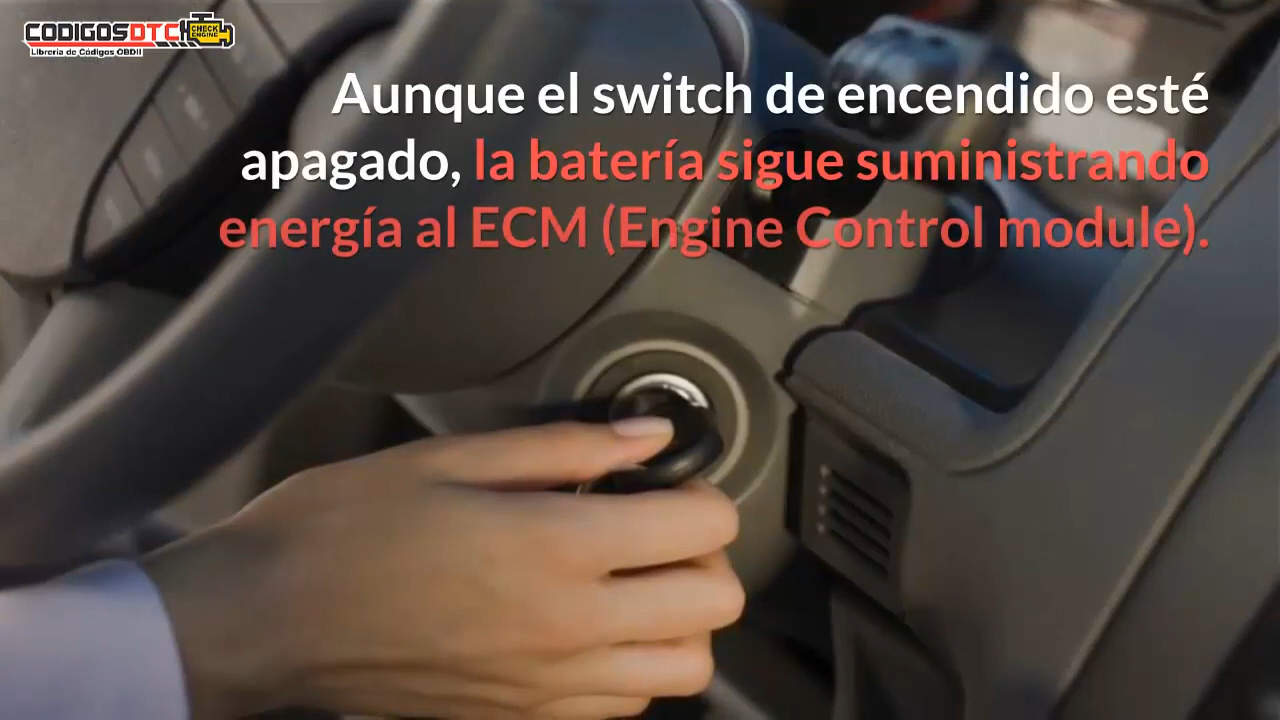 CODIGOSDTC
CHECK
ENGINE
Librería de Códigos OBDII
Aunque el switch de encendido esté
apagado, la batería sigue suministrando
energía al ECM (Engine Control module).